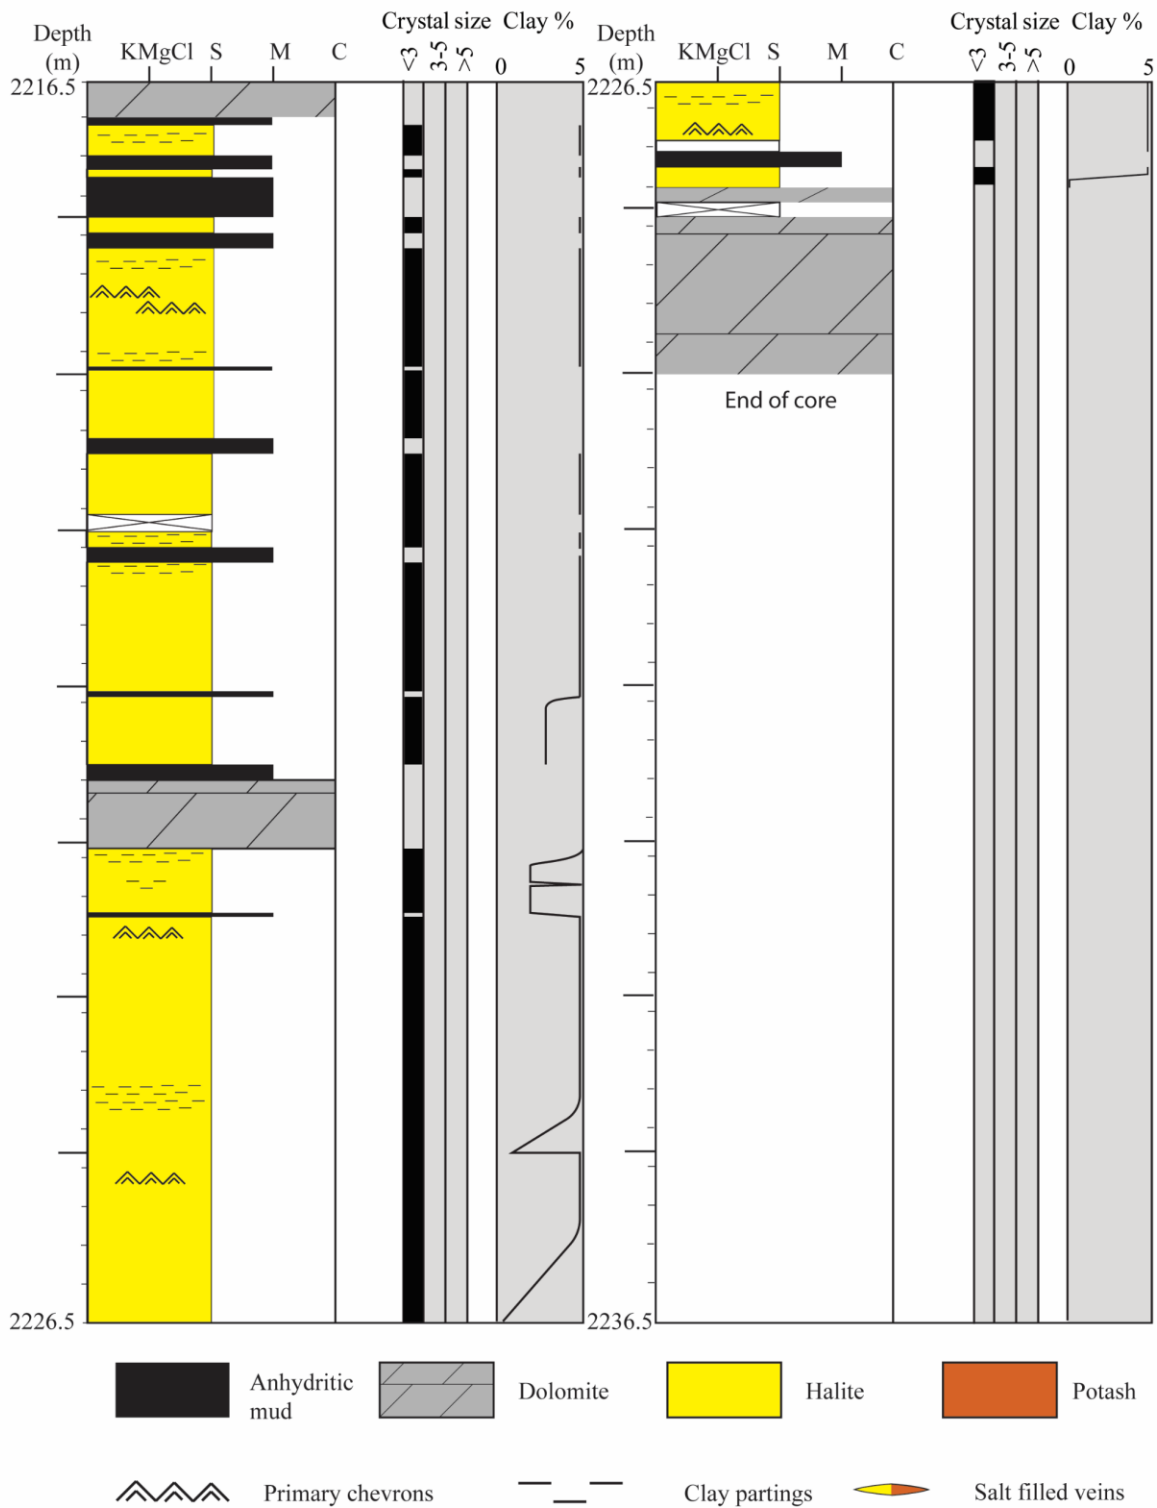 Crystal size Clay %
Depth
(m)
KMgCl S M C
<3 3-5 >5
0 5
2216.5
2226.5
Crystal size Clay %
Depth
(m)
KMgCl S M C
<3 3-5 >5
0 5
2226.5
End of core
2236.5
Anhydritic
mud
Dolomite
Halite
Potash
Primary chevrons
Clay partings
Salt filled veins